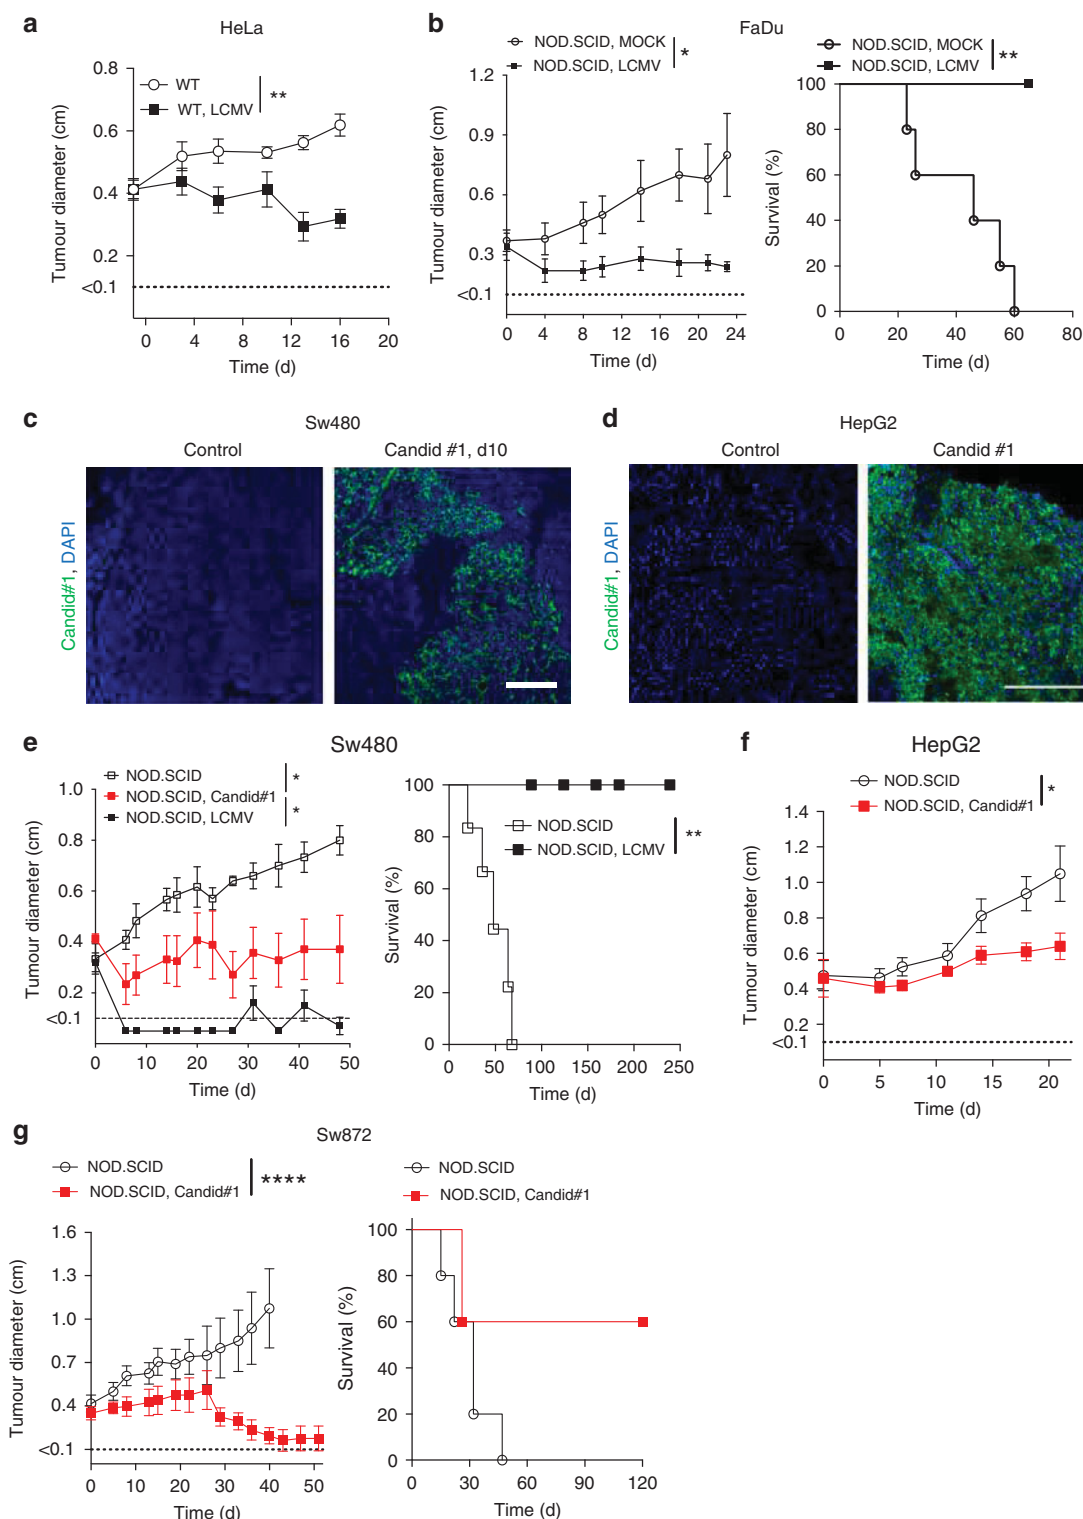 a
HeLa
WT
WT, LCMV
**
Tumour diameter (cm)
0.8
0.6
0.4
0.2
<0.1
0 4 8 12 16 20
Time (d)
b
FaDu
NOD.SCID, MOCK
NOD.SCID, LCMV
*
Tumour diameter (cm)
1.2
0.9
0.6
0.3
<0.1
0 4 8 12 16 20 24
Time (d)
NOD.SCID, MOCK
NOD.SCID, LCMV
**
Survival (%)
100
80
60
40
20
0
0 20 40 60 80
Time (d)
c
Sw480
Control
Candid #1, d10
Candid#1, DAPI
d
HepG2
Control
Candid #1
Candid#1, DAPI
e
Sw480
NOD.SCID
NOD.SCID, Candid#1
NOD.SCID, LCMV
*
*
Tumour diameter (cm)
1.0
0.8
0.6
0.4
0.2
<0.1
0 10 20 30 40 50
Time (d)
NOD.SCID
NOD.SCID, LCMV
**
Survival (%)
100
80
60
40
20
0
0 50 100 150 200 250
Time (d)
f
HepG2
NOD.SCID
NOD.SCID, Candid#1
*
Tumour diameter (cm)
1.4
1.2
1.0
0.8
0.6
0.4
0.2
<0.1
0 5 10 15 20
Time (d)
g
Sw872
NOD.SCID
NOD.SCID, Candid#1
****
Tumour diameter (cm)
1.6
1.3
1.0
0.7
0.4
<0.1
0 10 20 30 40 50
Time (d)
NOD.SCID
NOD.SCID, Candid#1
Survival (%)
100
80
60
40
20
0
0 30 60 90 120
Time (d)